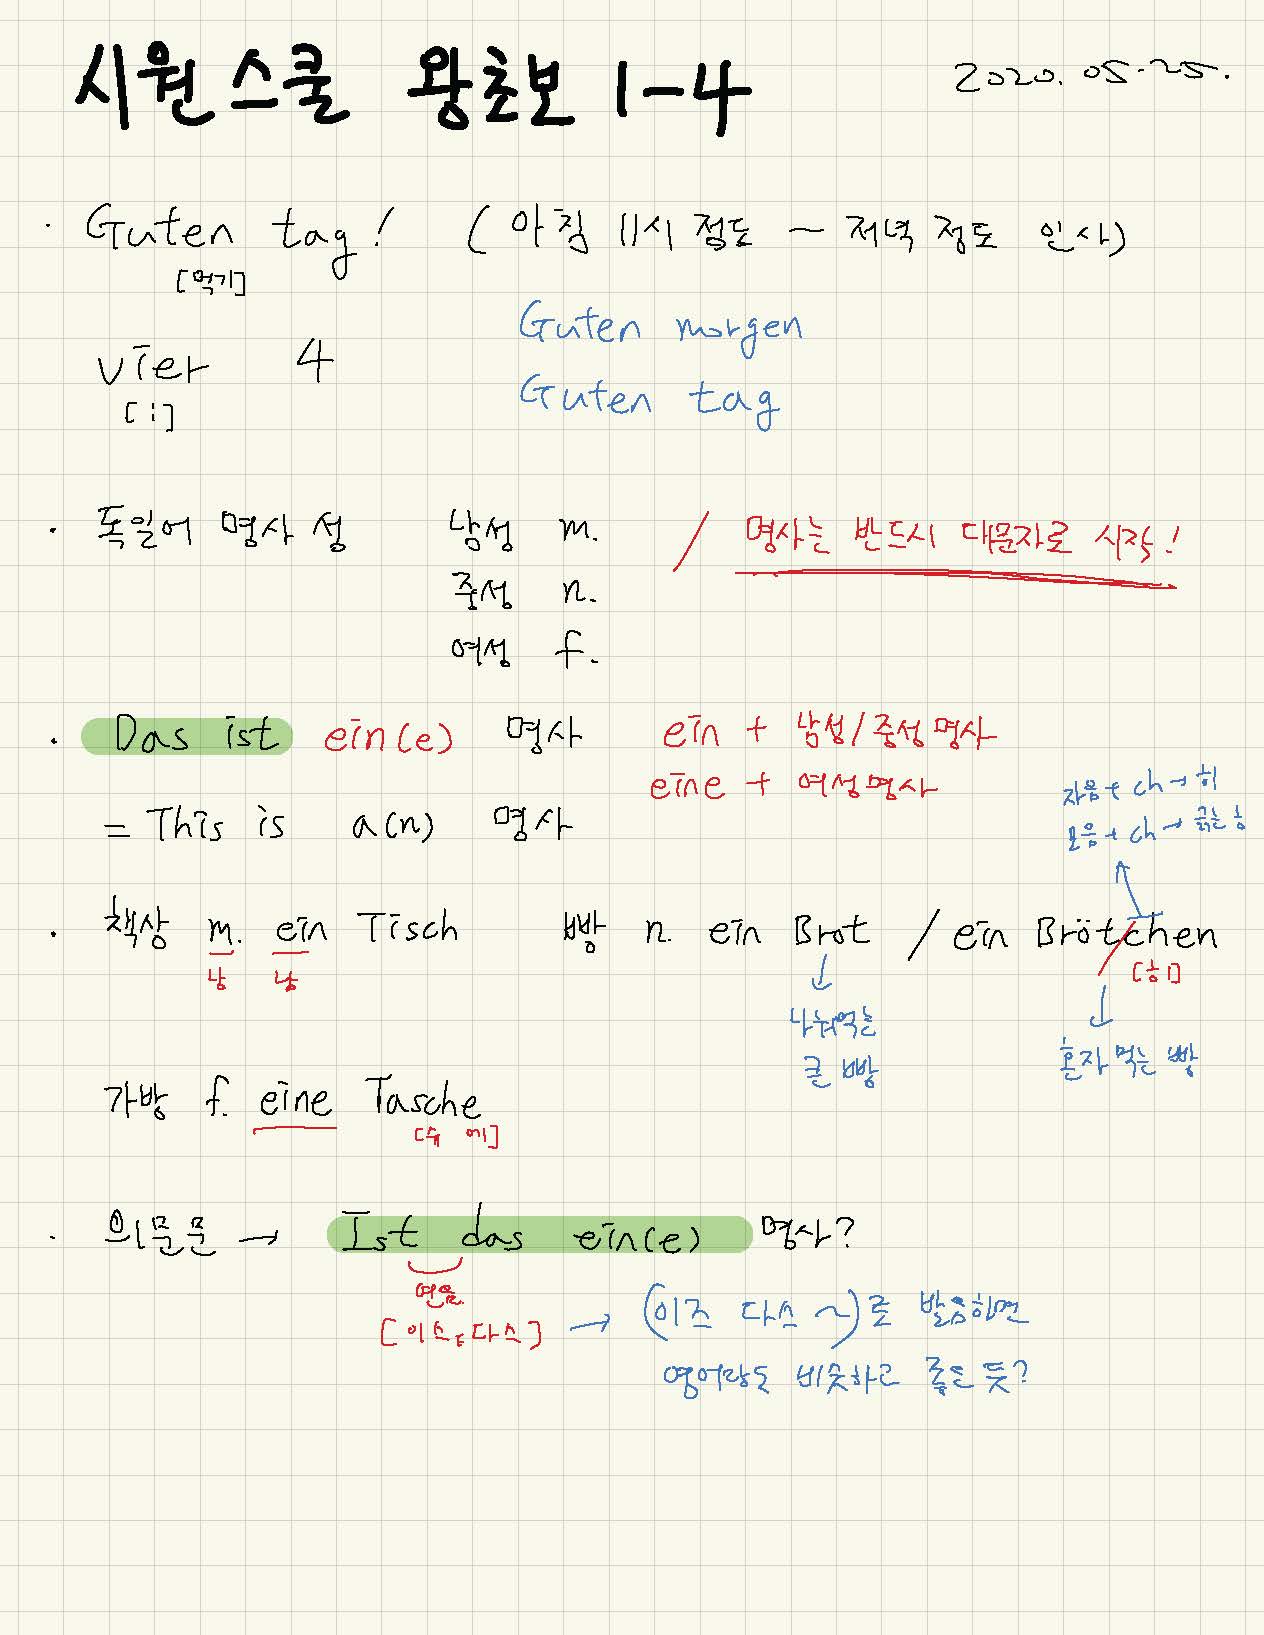 시원스쿨 왕초보 1-4
2020.05.25.
· Guten tag! (아침 11시 정도 ~ 저녁 정도 인사)
[먹기]
Guten morgen
vier 4
[ㅣ:]
Guten tag
· 독일어 명사 성 남성 m. / 명사는 반드시 대문자로 시작!
중성 n.
여성 f.
· Das ist ein(e) 명사 ein + 남성/중성명사
eine + 여성명사
= This is a(n) 명사
자음 + ch → 히
모음 + ch → 긁는 흐
· 책상 m. ein Tisch 빵 n. ein Brot / ein Brötchen
남 남
[히]
나눠먹는
큰 빵
혼자 먹는 빵
가방 f. eine Tasche
[슈 에]
· 의문문 → Ist das ein(e) 명사?
연음
[이스ㅌ다스] → (이즈 다스 ~)로 발음하면
영어랑도 비슷하고 좋은 듯?